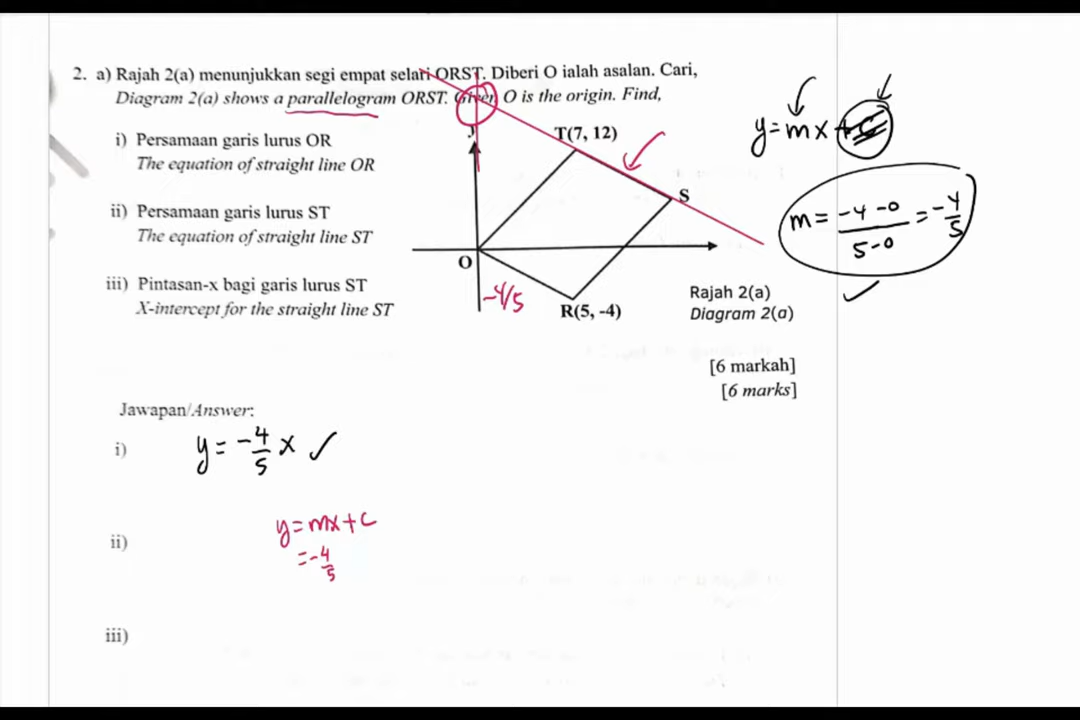 2. a) Rajah 2(a) menunjukkan segi empat selari ORST. Diberi O ialah asalan. Cari,
Diagram 2(a) shows a parallelogram ORST. Given O is the origin. Find,
i) Persamaan garis lurus OR
The equation of straight line OR
ii) Persamaan garis lurus ST
The equation of straight line ST
iii) Pintasan-x bagi garis lurus ST
X-intercept for the straight line ST
T(7, 12)
S
O
-4/5
R(5, -4)
Rajah 2(a)
Diagram 2(a)
y = mx + c
m = -4 - 0 / 5 - 0 = -4/5
[6 markah]
[6 marks]
Jawapan/Answer:
i) y = -4/5 x ✓
ii) y = mx + c
= -4/5
iii)